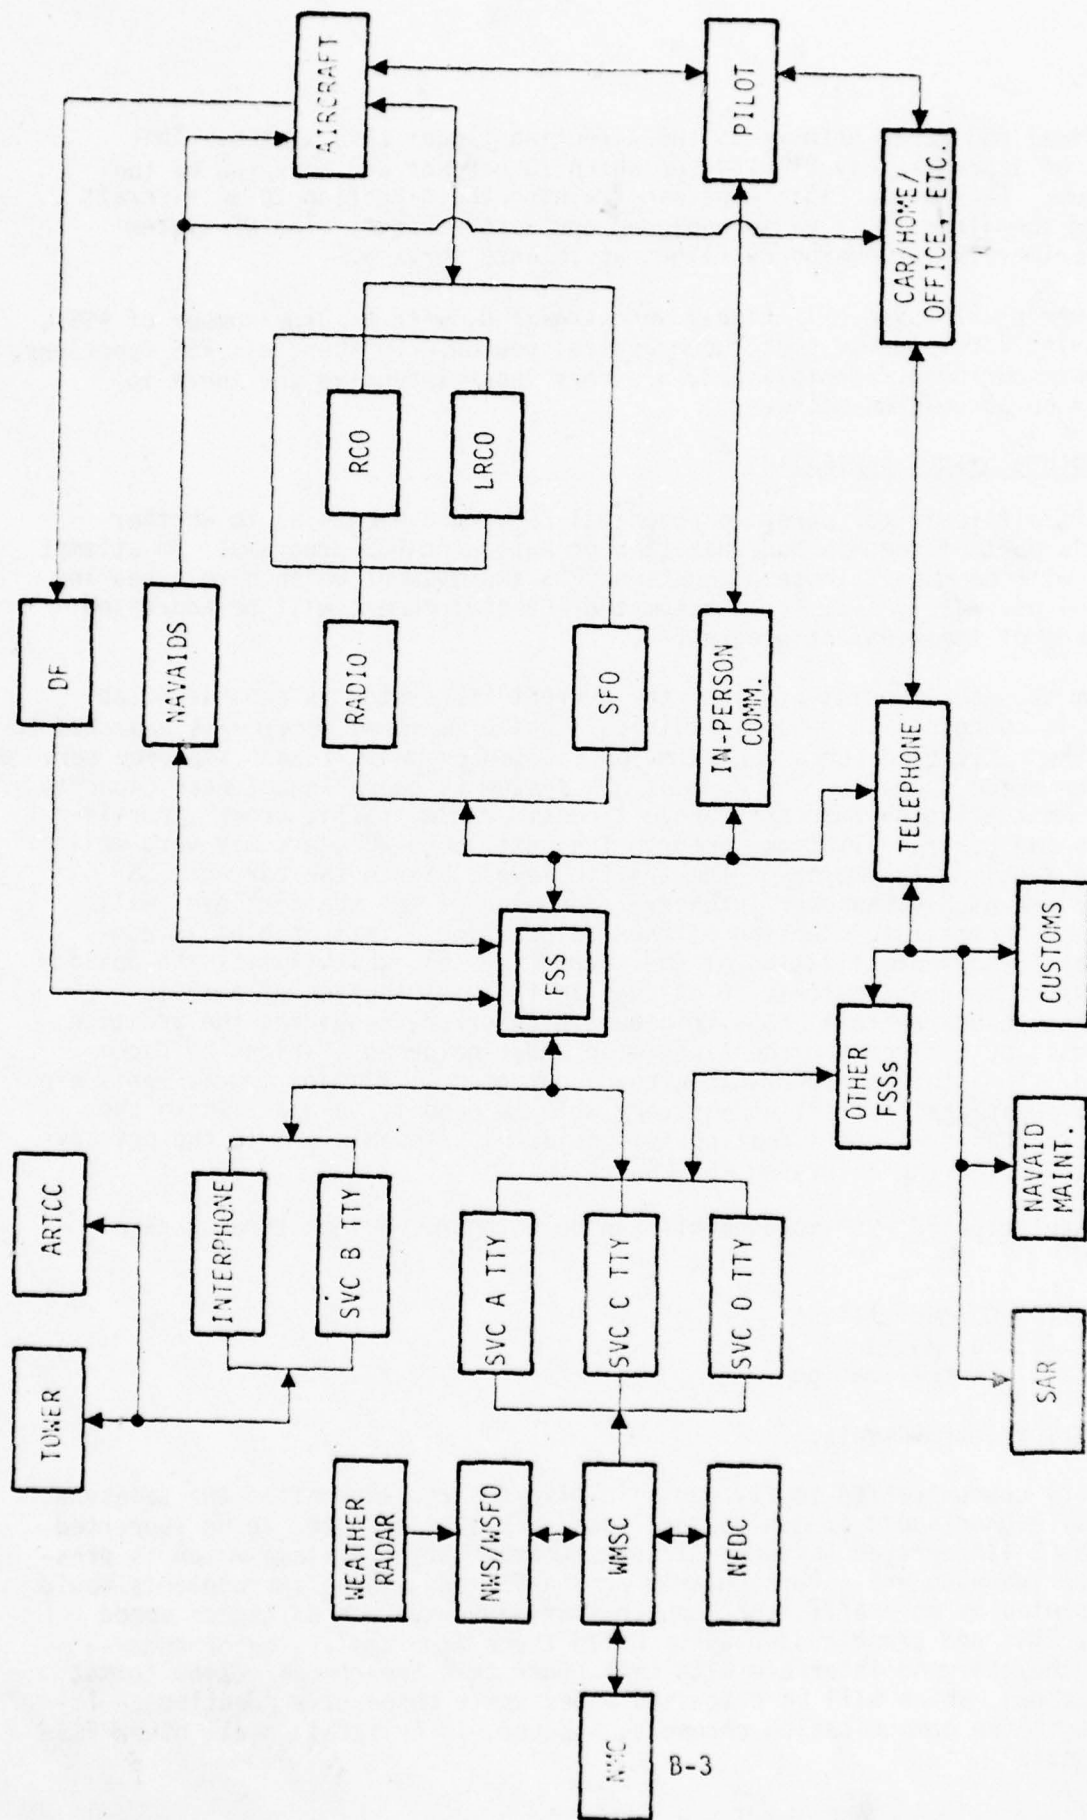 TOWER
ARTCC
DF
AIRCRAFT
INTERPHONE
SVC B TTY
NAVAIDS
RCO
LRCO
RADIO
SFO
WEATHER
RADAR
NWS/WSFO
WMSC
NFDC
NMC
SVC A TTY
SVC C TTY
SVC O TTY
FSS
IN-PERSON
COMM.
PILOT
OTHER
FSSs
TELEPHONE
CAR/HOME/
OFFICE, ETC.
SAR
NAVAID
MAINT.
CUSTOMS
B-3